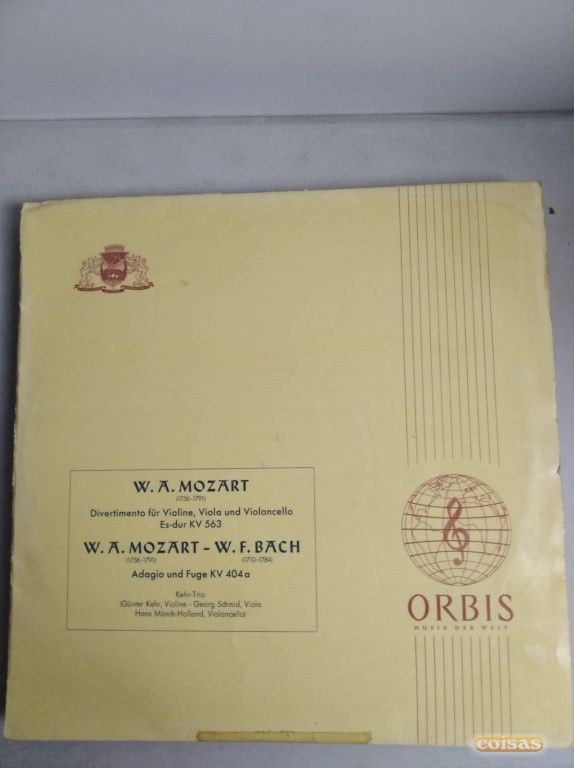 W. A. MOZART
(1756-1791)
Divertimento für Violine, Viola und Violoncello
Es-dur KV 563
W. A. MOZART - W. F. BACH
(1756-1791) (1710-1784)
Adagio und Fuge KV 404a
Kehr-Trio
(Günter Kehr, Violine - Georg Schmid, Viola
Hans Münch-Holland, Violoncello)
ORBIS
MUSIK DER WELT
coisas